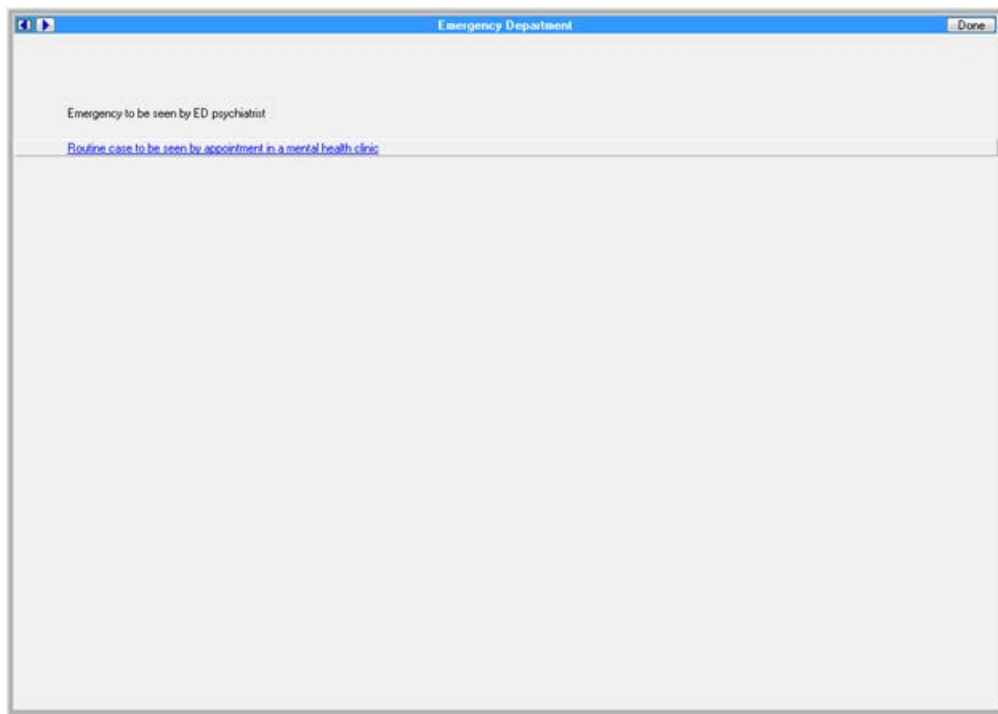 Emergency Department
Done
Emergency to be seen by ED psychiatrist
Routine case to be seen by appointment in a mental health clinic